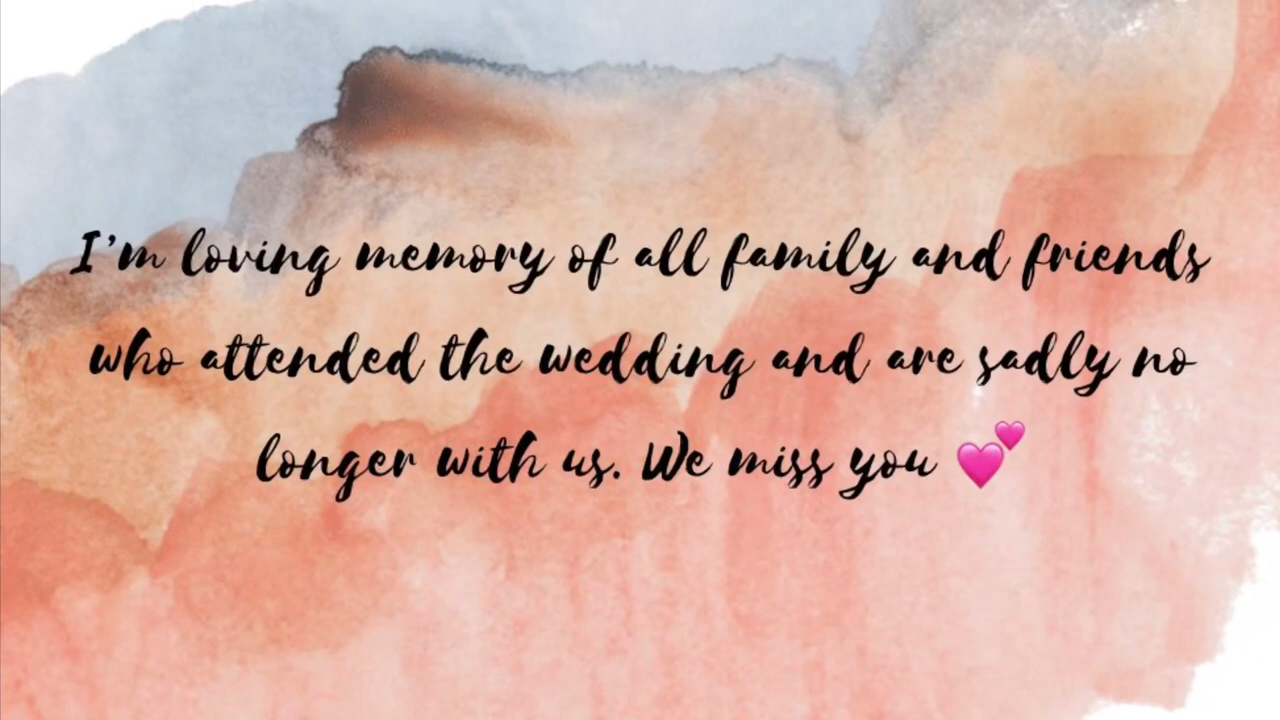 I'm loving memory of all family and friends
who attended the wedding and are sadly no
longer with us. We miss you 💕